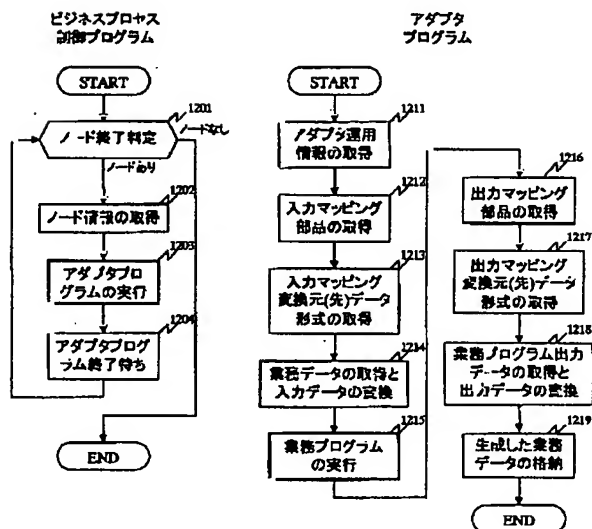 ビジネスプロセス
制御プログラム
START
1201
ノード終了判定
ノードなし
ノードあり
1202
ノード情報の取得
1203
アダプタプロ
グラムの実行
1204
アダプタプログ
ラム終了待ち
END
アダプタ
プログラム
START
1211
アダプタ運用
情報の取得
1212
入力マッピング
部品の取得
1213
入力マッピング
変換元(先)データ
形式の取得
1214
業務データの取得と
入力データの変換
1215
業務プログラム
の実行
1216
出力マッピング
部品の取得
1217
出力マッピング
変換元(先)データ
形式の取得
1218
業務プログラム出力
データの取得と
出力データの変換
1219
生成した業務
データの格納
END